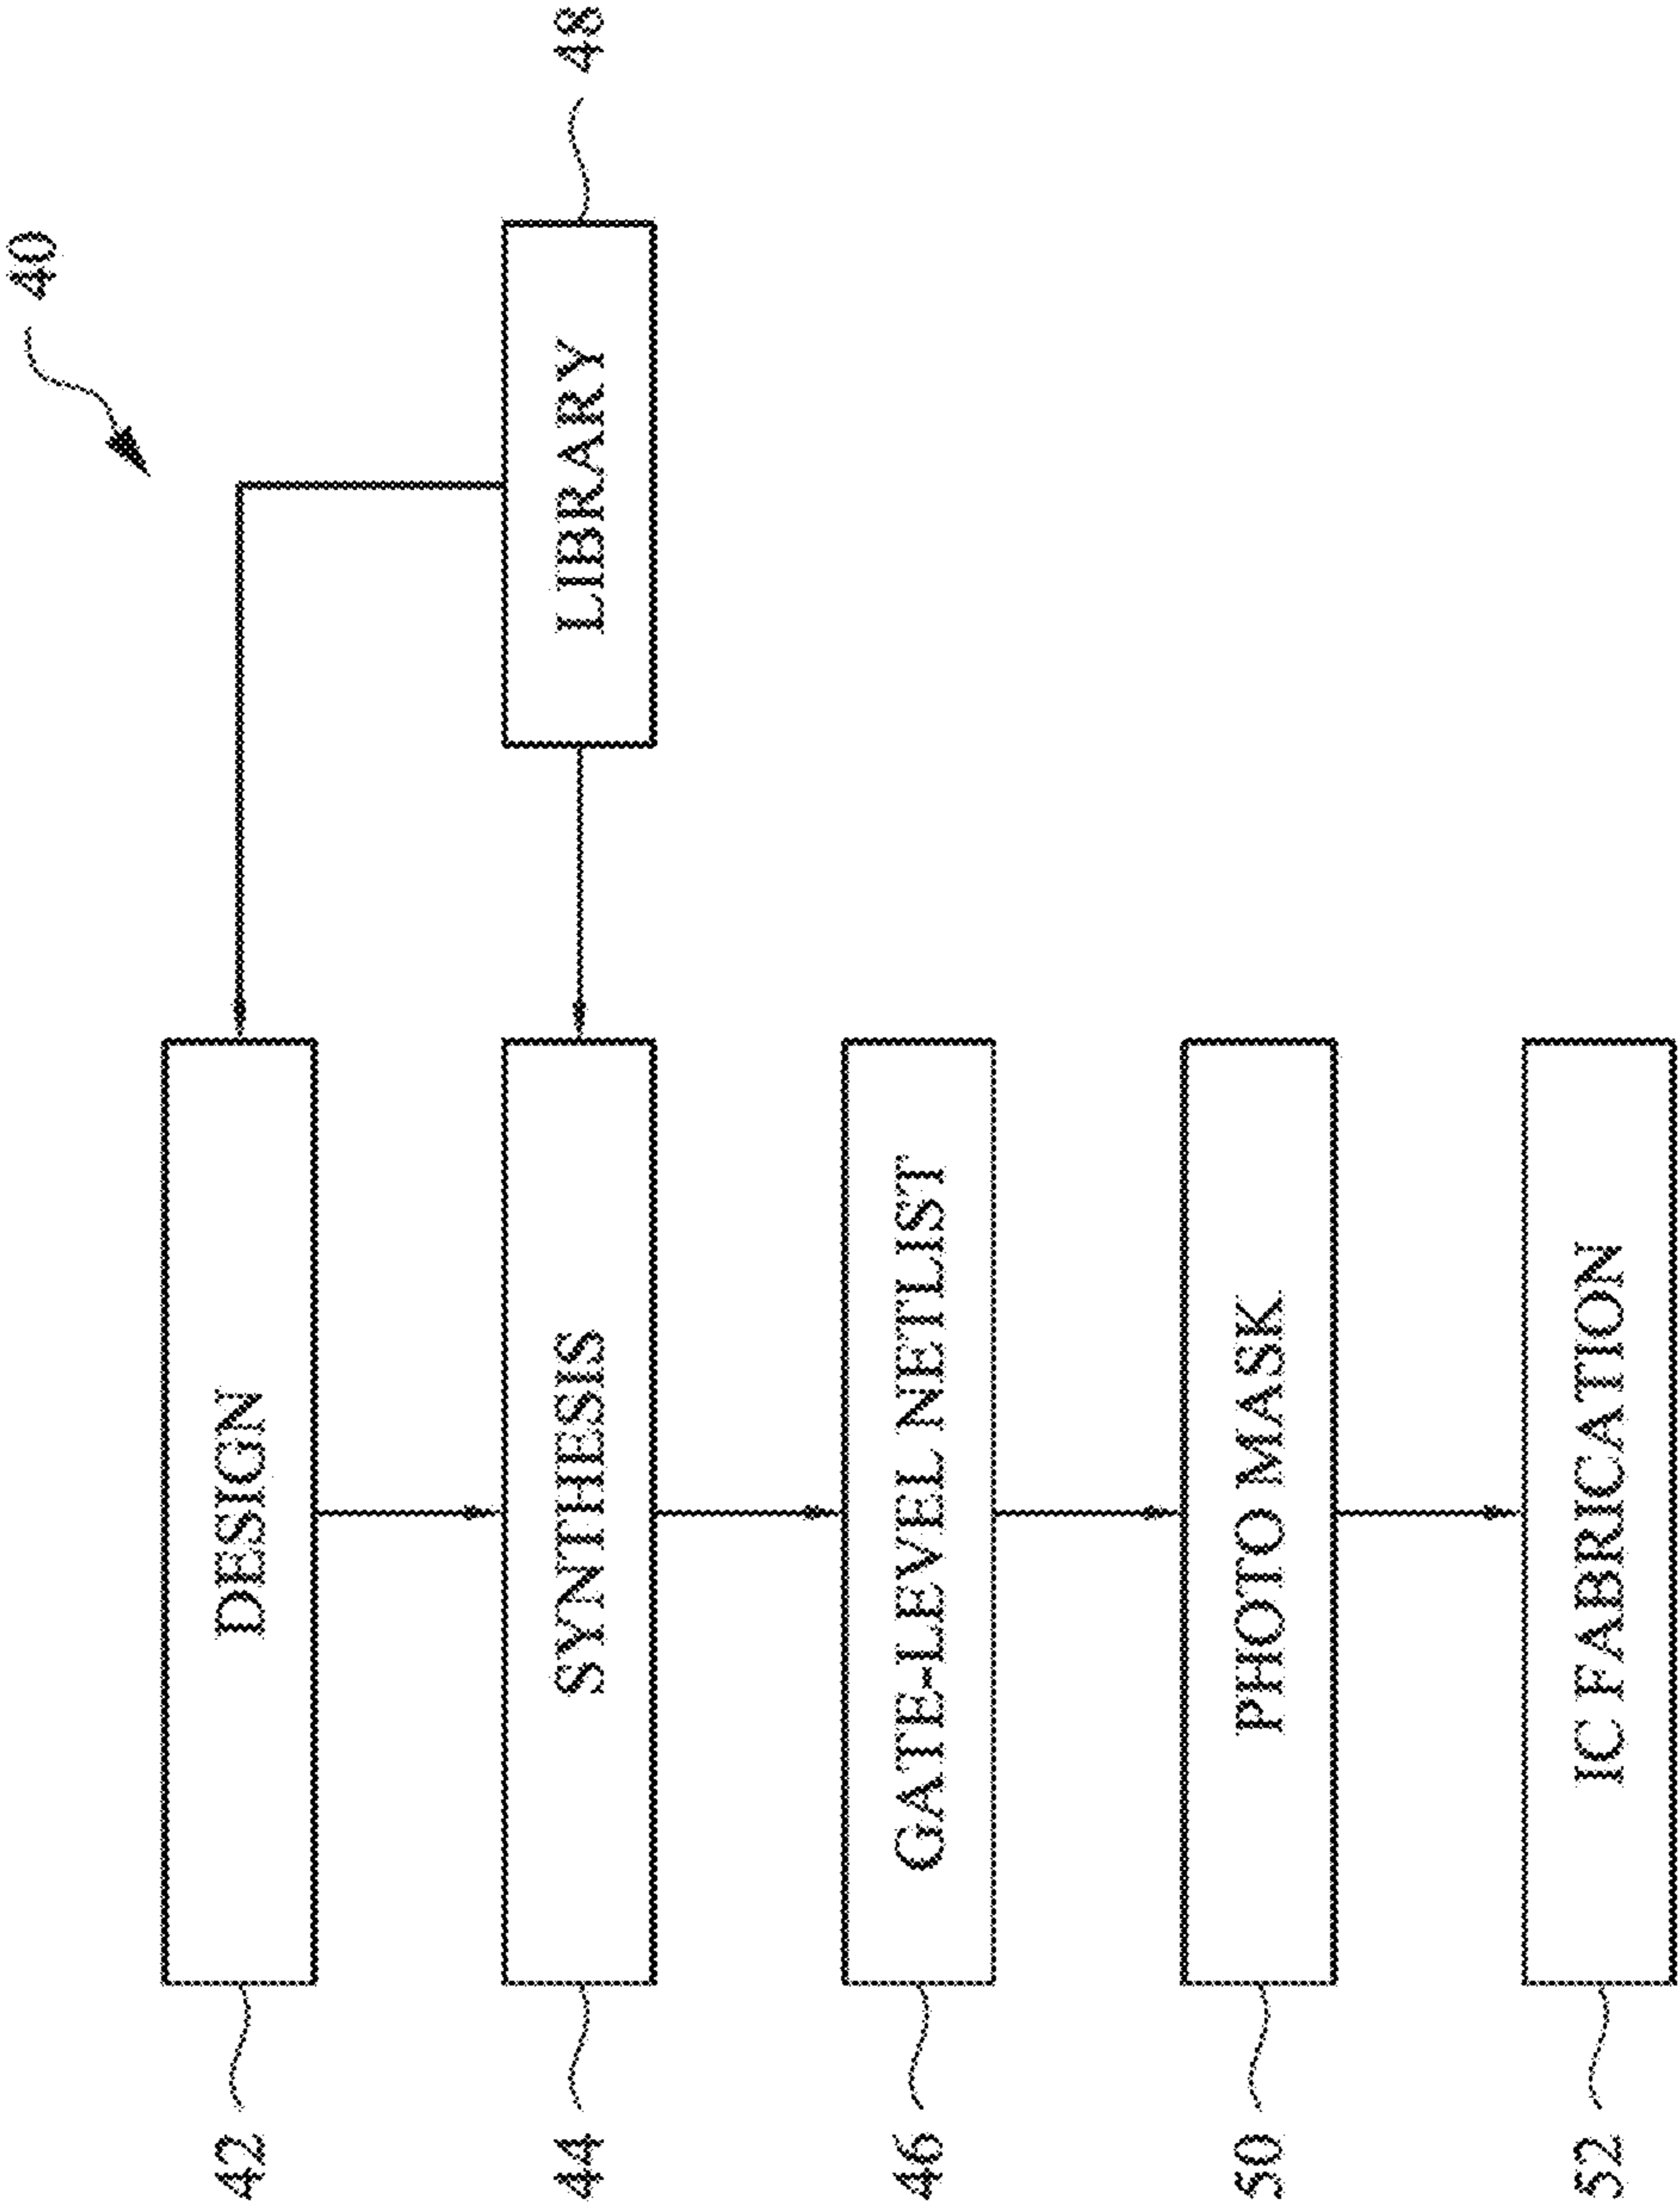 40
42
DESIGN
44
SYNTHESIS
LIBRARY
48
46
GATE-LEVEL NETLIST
50
PHOTO MASK
52
IC FABRICATION